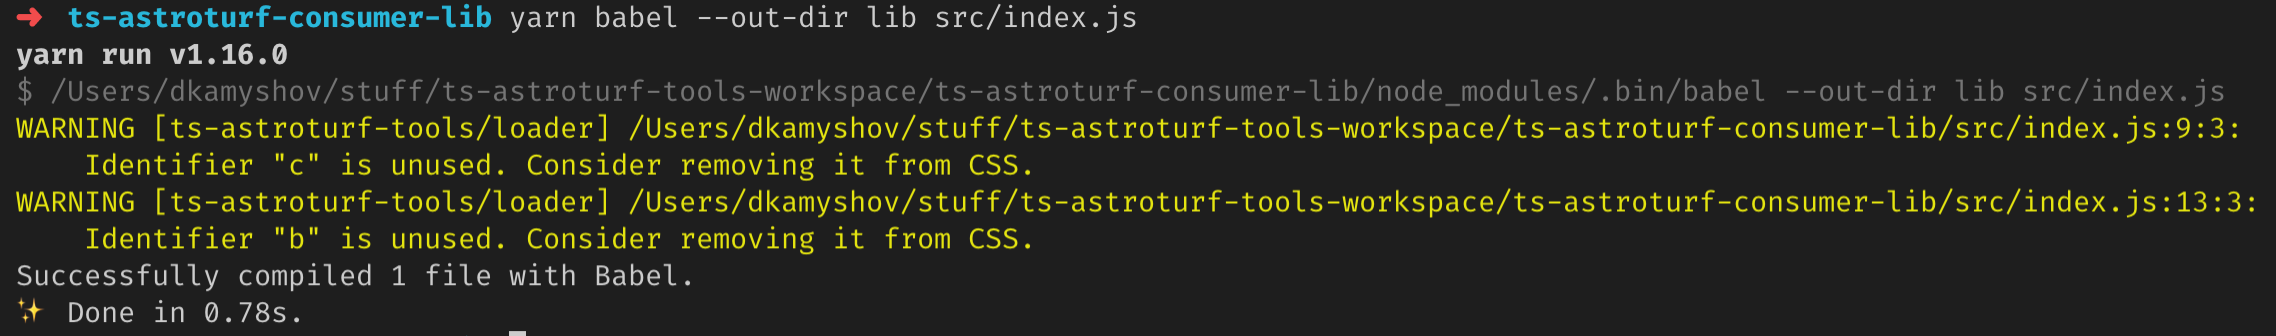 ➜ ts-astroturf-consumer-lib yarn babel --out-dir lib src/index.js
yarn run v1.16.0
$ /Users/dkamyshov/stuff/ts-astroturf-tools-workspace/ts-astroturf-consumer-lib/node_modules/.bin/babel --out-dir lib src/index.js
WARNING [ts-astroturf-tools/loader] /Users/dkamyshov/stuff/ts-astroturf-tools-workspace/ts-astroturf-consumer-lib/src/index.js:9:3:
Identifier "c" is unused. Consider removing it from CSS.
WARNING [ts-astroturf-tools/loader] /Users/dkamyshov/stuff/ts-astroturf-tools-workspace/ts-astroturf-consumer-lib/src/index.js:13:3:
Identifier "b" is unused. Consider removing it from CSS.
Successfully compiled 1 file with Babel.
✨ Done in 0.78s.